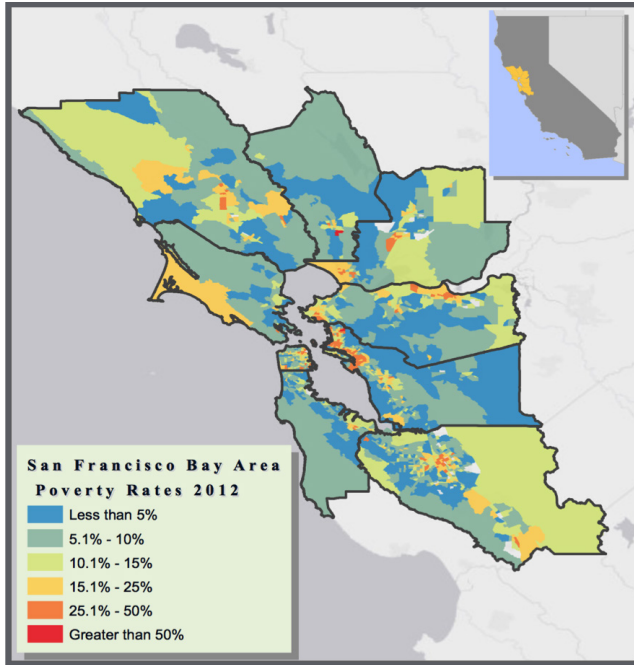 San Francisco Bay Area
Poverty Rates 2012
Less than 5%
5.1% - 10%
10.1% - 15%
15.1% - 25%
25.1% - 50%
Greater than 50%